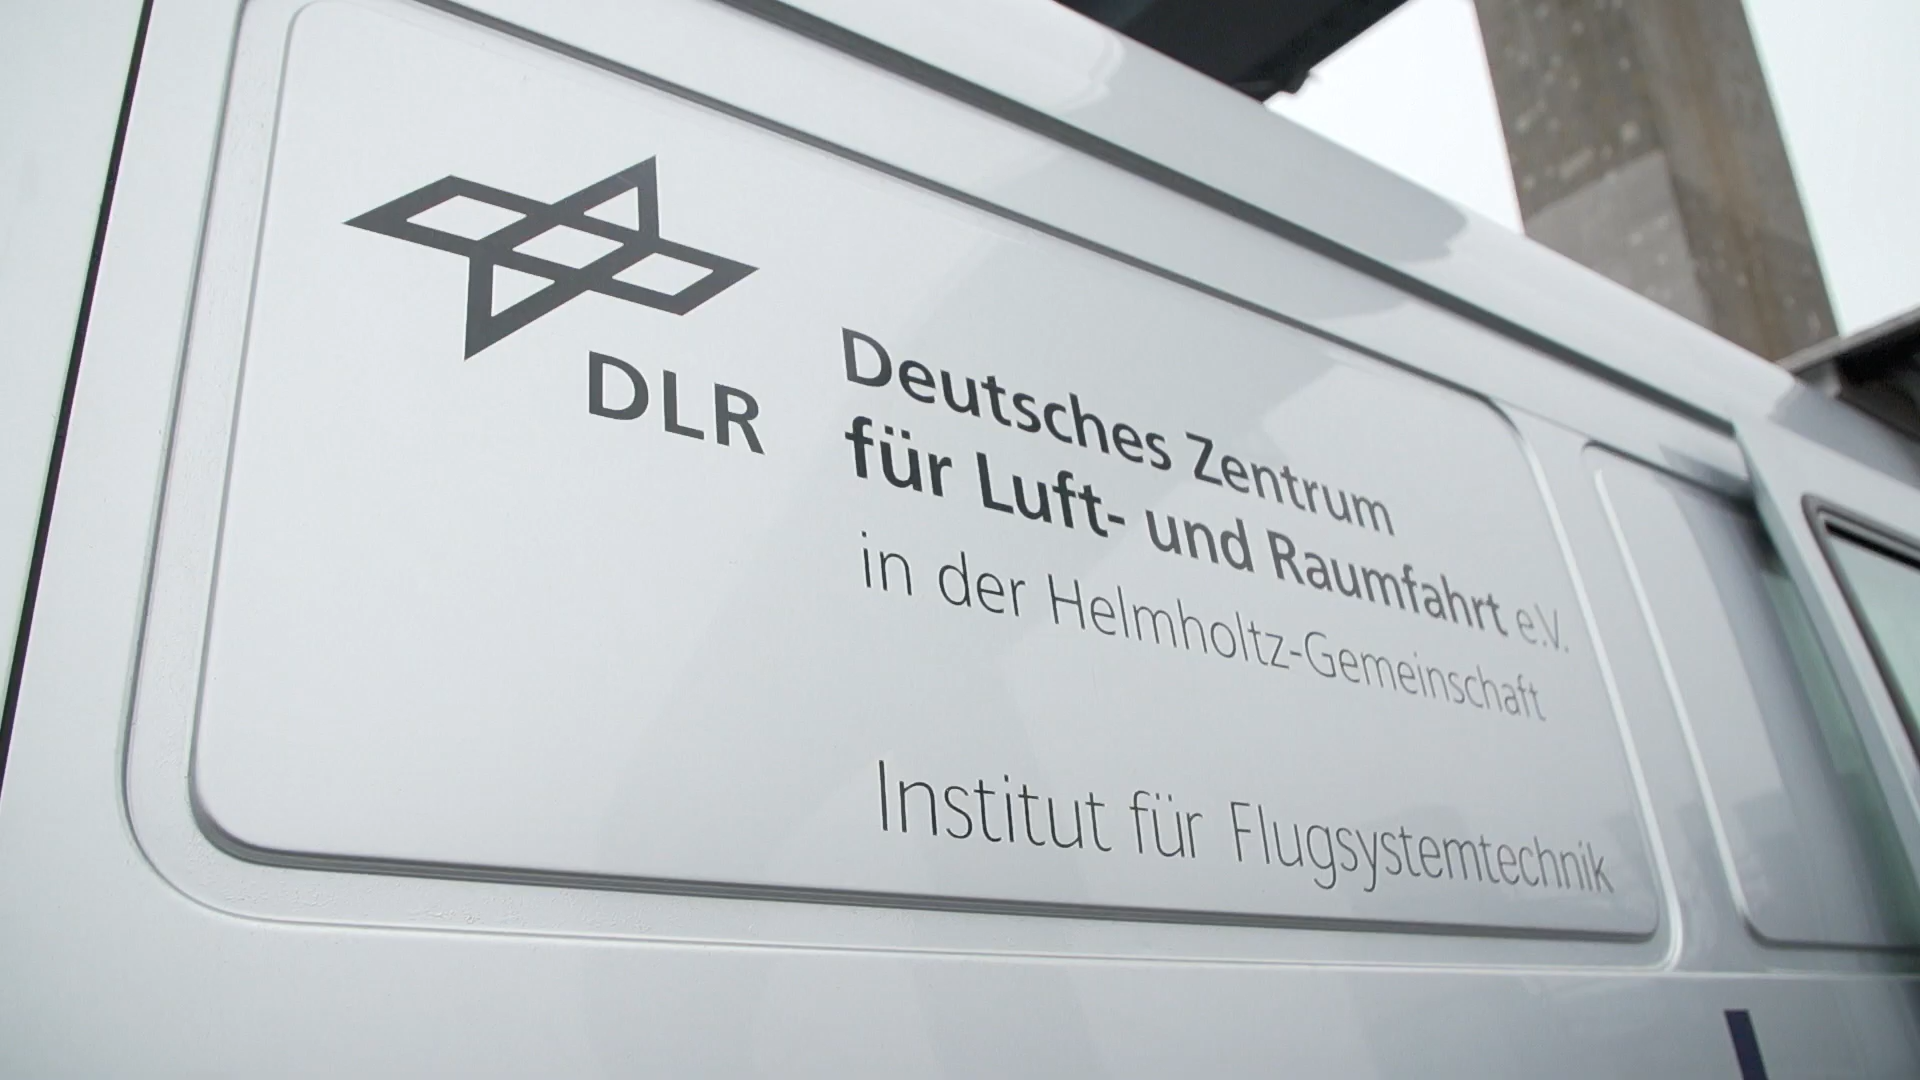 DLR
Deutsches Zentrum
für Luft- und Raumfahrt e.V.
in der Helmholtz-Gemeinschaft
Institut für Flugsystemtechnik